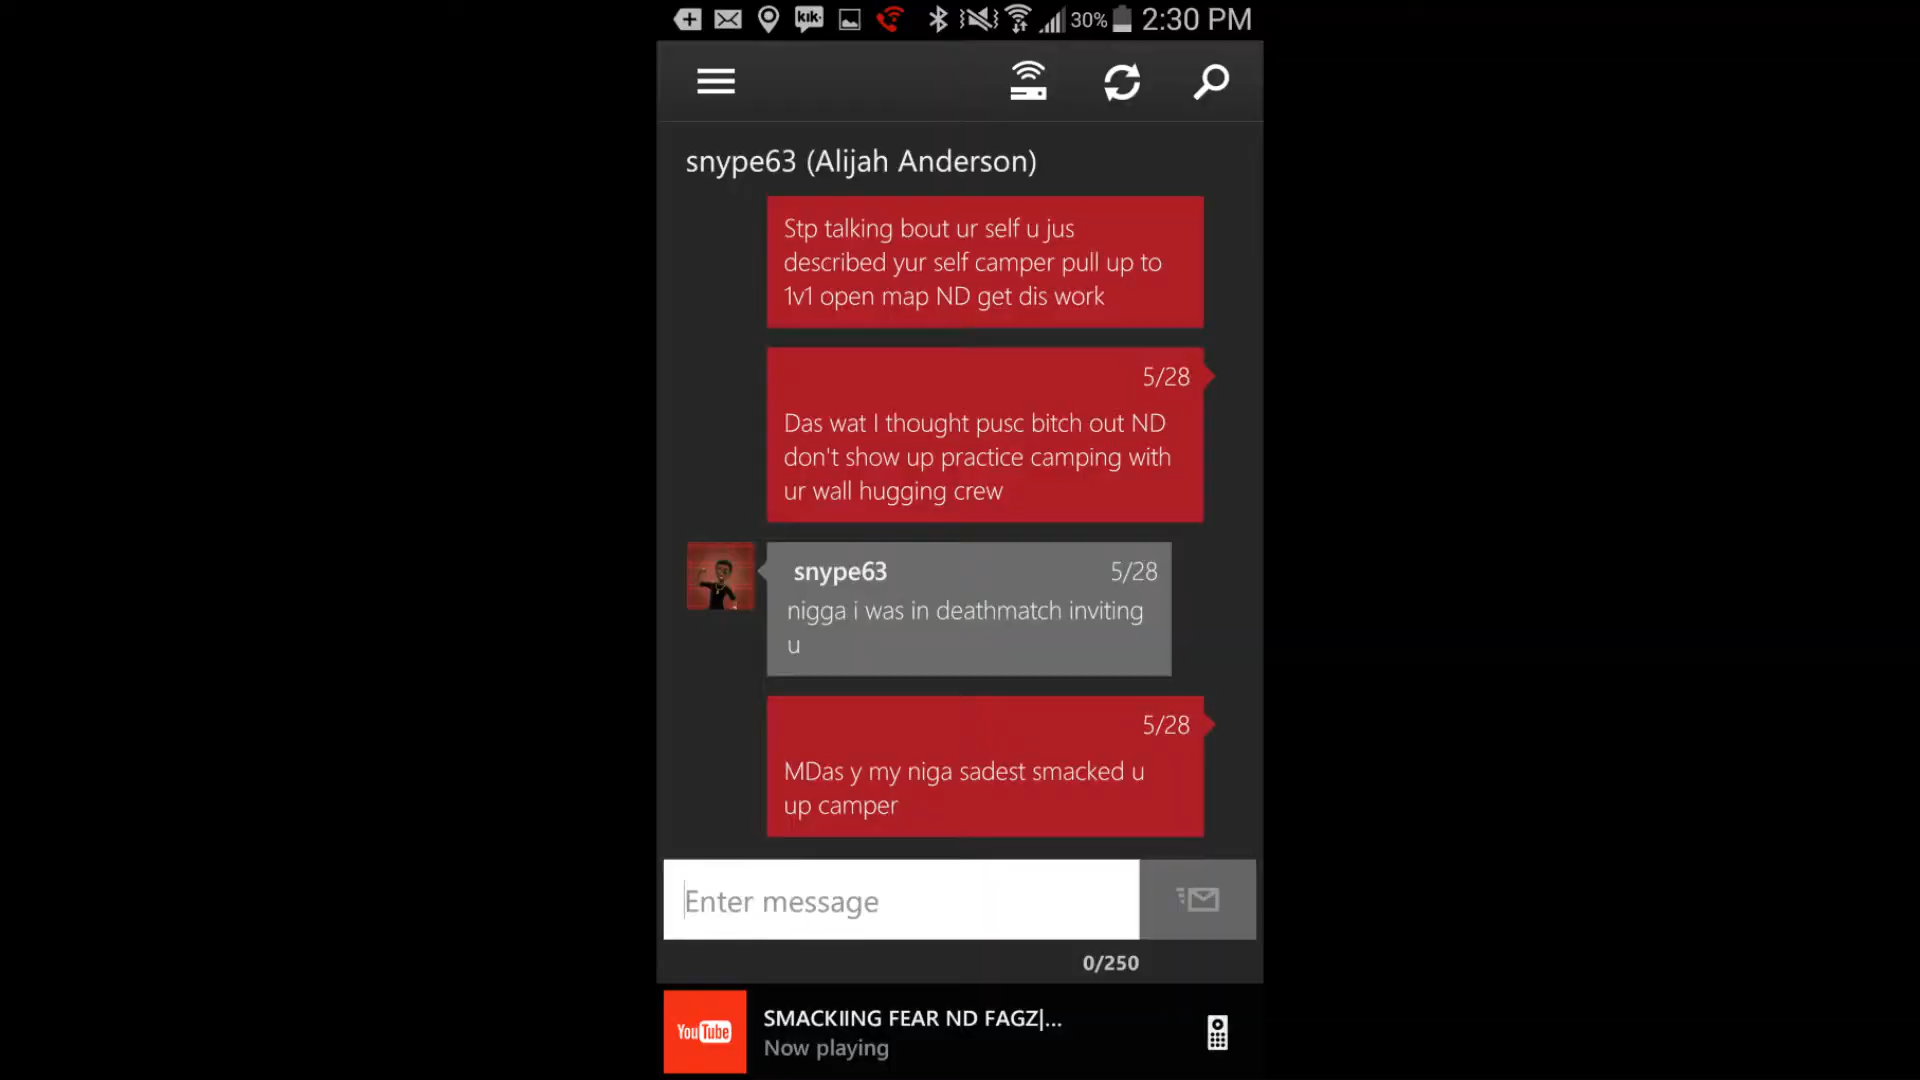 kik
30% 2:30 PM
snype63 (Alijah Anderson)
Stp talking bout ur self u jus
described yur self camper pull up to
1v1 open map ND get dis work
5/28
Das wat I thought pusc bitch out ND
don't show up practice camping with
ur wall hugging crew
snype63 5/28
nigga i was in deathmatch inviting
u
5/28
MDas y my niga sadest smacked u
up camper
Enter message
0/250
YouTube
SMACKIING FEAR ND FAGZ|...
Now playing